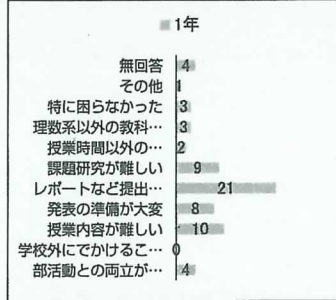 1年
無回答 4
その他 1
特に困らなかった 3
理数系以外の教科… 3
授業時間以外の… 2
課題研究が難しい 9
レポートなど提出… 21
発表の準備が大変 8
授業内容が難しい 10
学校外にでかけるこ… 0
部活動との両立が… 4